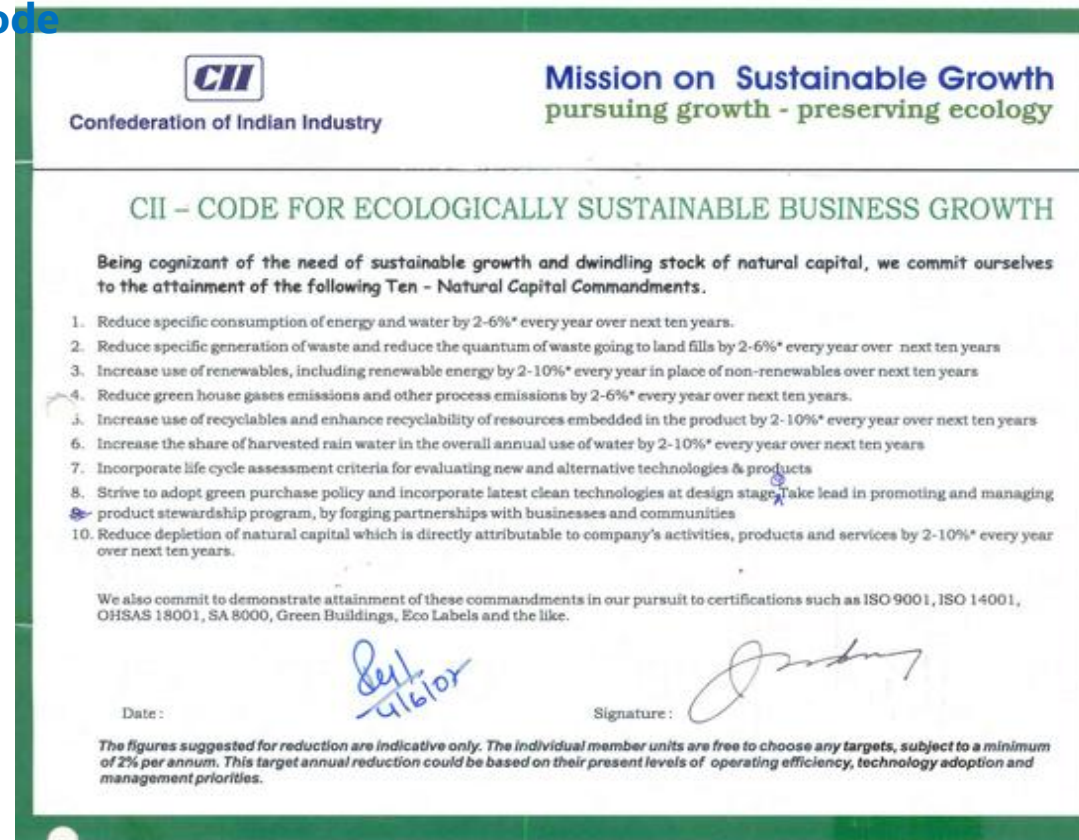 ode
CII
Confederation of Indian Industry
Mission on Sustainable Growth
pursuing growth - preserving ecology
CII – CODE FOR ECOLOGICALLY SUSTAINABLE BUSINESS GROWTH
Being cognizant of the need of sustainable growth and dwindling stock of natural capital, we commit ourselves
to the attainment of the following Ten - Natural Capital Commandments.
1. Reduce specific consumption of energy and water by 2-6%* every year over next ten years.
2. Reduce specific generation of waste and reduce the quantum of waste going to land fills by 2-6%* every year over next ten years
3. Increase use of renewables, including renewable energy by 2-10%* every year in place of non-renewables over next ten years
4. Reduce green house gases emissions and other process emissions by 2-6%* every year over next ten years.
5. Increase use of recyclables and enhance recyclability of resources embedded in the product by 2-10%* every year over next ten years
6. Increase the share of harvested rain water in the overall annual use of water by 2-10%* every year over next ten years
7. Incorporate life cycle assessment criteria for evaluating new and alternative technologies & products
8. Strive to adopt green purchase policy and incorporate latest clean technologies at design stage Take lead in promoting and managing
product stewardship program, by forging partnerships with businesses and communities
10. Reduce depletion of natural capital which is directly attributable to company's activities, products and services by 2-10%* every year
over next ten years.
We also commit to demonstrate attainment of these commandments in our pursuit to certifications such as ISO 9001, ISO 14001,
OHSAS 18001, SA 8000, Green Buildings, Eco Labels and the like.
Date :
Signature :
The figures suggested for reduction are indicative only. The individual member units are free to choose any targets, subject to a minimum
of 2% per annum. This target annual reduction could be based on their present levels of operating efficiency, technology adoption and
management priorities.